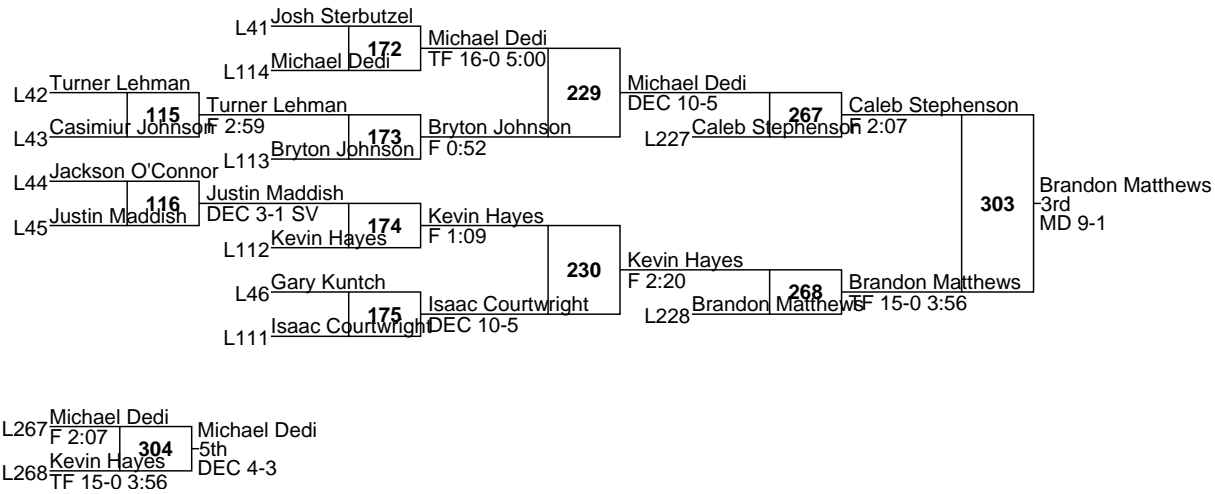 L41 Josh Sterbutzel
172
L114 Michael Dedi
Michael Dedi
TF 16-0 5:00
L42 Turner Lehman
115
L43 Casimiur Johnson
Turner Lehman
F 2:59
173
L113 Bryton Johnson
Bryton Johnson
F 0:52
229
Michael Dedi
DEC 10-5
267
L227 Caleb Stephenson
Caleb Stephenson
F 2:07
L44 Jackson O'Connor
116
L45 Justin Maddish
Justin Maddish
DEC 3-1 SV
174
L112 Kevin Hayes
Kevin Hayes
F 1:09
L46 Gary Kuntch
175
L111 Isaac Courtwright
Isaac Courtwright
DEC 10-5
230
Kevin Hayes
F 2:20
268
L228 Brandon Matthews
Brandon Matthews
TF 15-0 3:56
303
Brandon Matthews
3rd
MD 9-1
L267 Michael Dedi
F 2:07
304
L268 Kevin Hayes
TF 15-0 3:56
Michael Dedi
5th
DEC 4-3